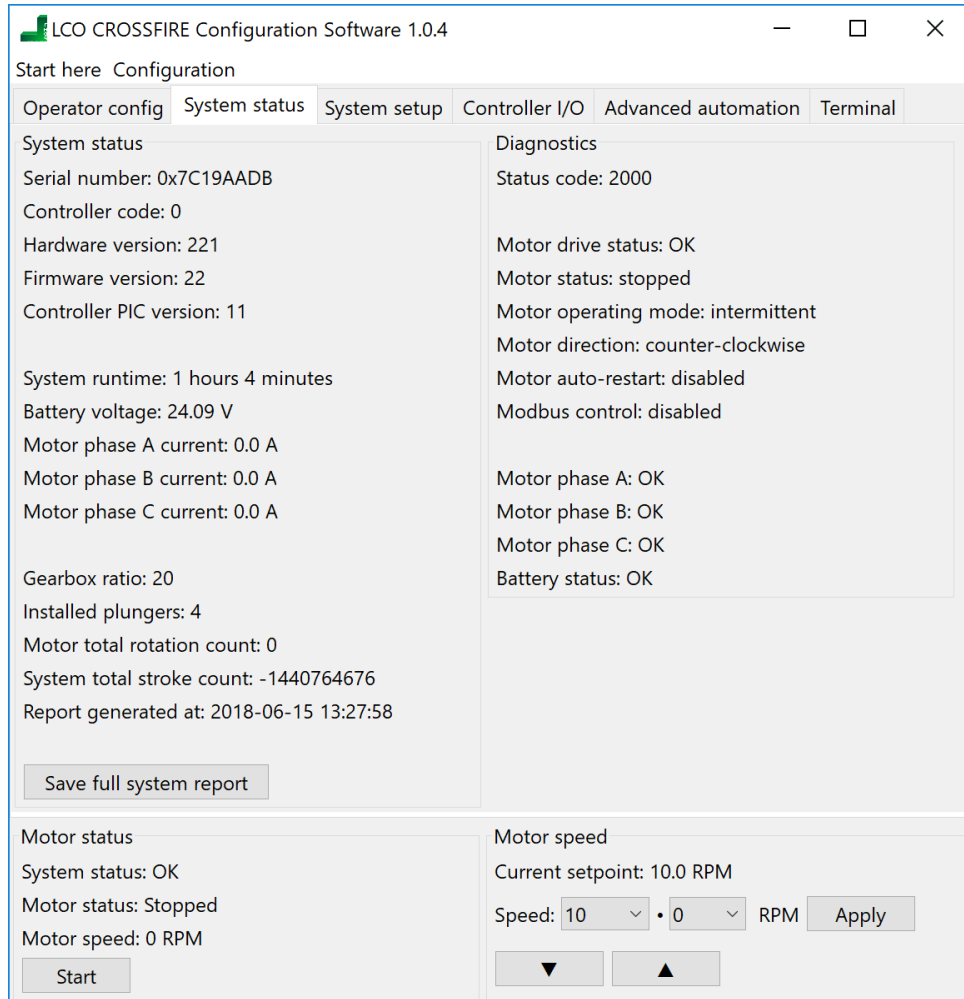 LCO CROSSFIRE Configuration Software 1.0.4
Start here Configuration
Operator config System status System setup Controller I/O Advanced automation Terminal
System status
Serial number: 0x7C19AADB
Controller code: 0
Hardware version: 221
Firmware version: 22
Controller PIC version: 11
System runtime: 1 hours 4 minutes
Battery voltage: 24.09 V
Motor phase A current: 0.0 A
Motor phase B current: 0.0 A
Motor phase C current: 0.0 A
Gearbox ratio: 20
Installed plungers: 4
Motor total rotation count: 0
System total stroke count: -1440764676
Report generated at: 2018-06-15 13:27:58
Save full system report
Diagnostics
Status code: 2000
Motor drive status: OK
Motor status: stopped
Motor operating mode: intermittent
Motor direction: counter-clockwise
Motor auto-restart: disabled
Modbus control: disabled
Motor phase A: OK
Motor phase B: OK
Motor phase C: OK
Battery status: OK
Motor status
System status: OK
Motor status: Stopped
Motor speed: 0 RPM
Start
Motor speed
Current setpoint: 10.0 RPM
Speed: 10 • 0 RPM Apply
▼ ▲